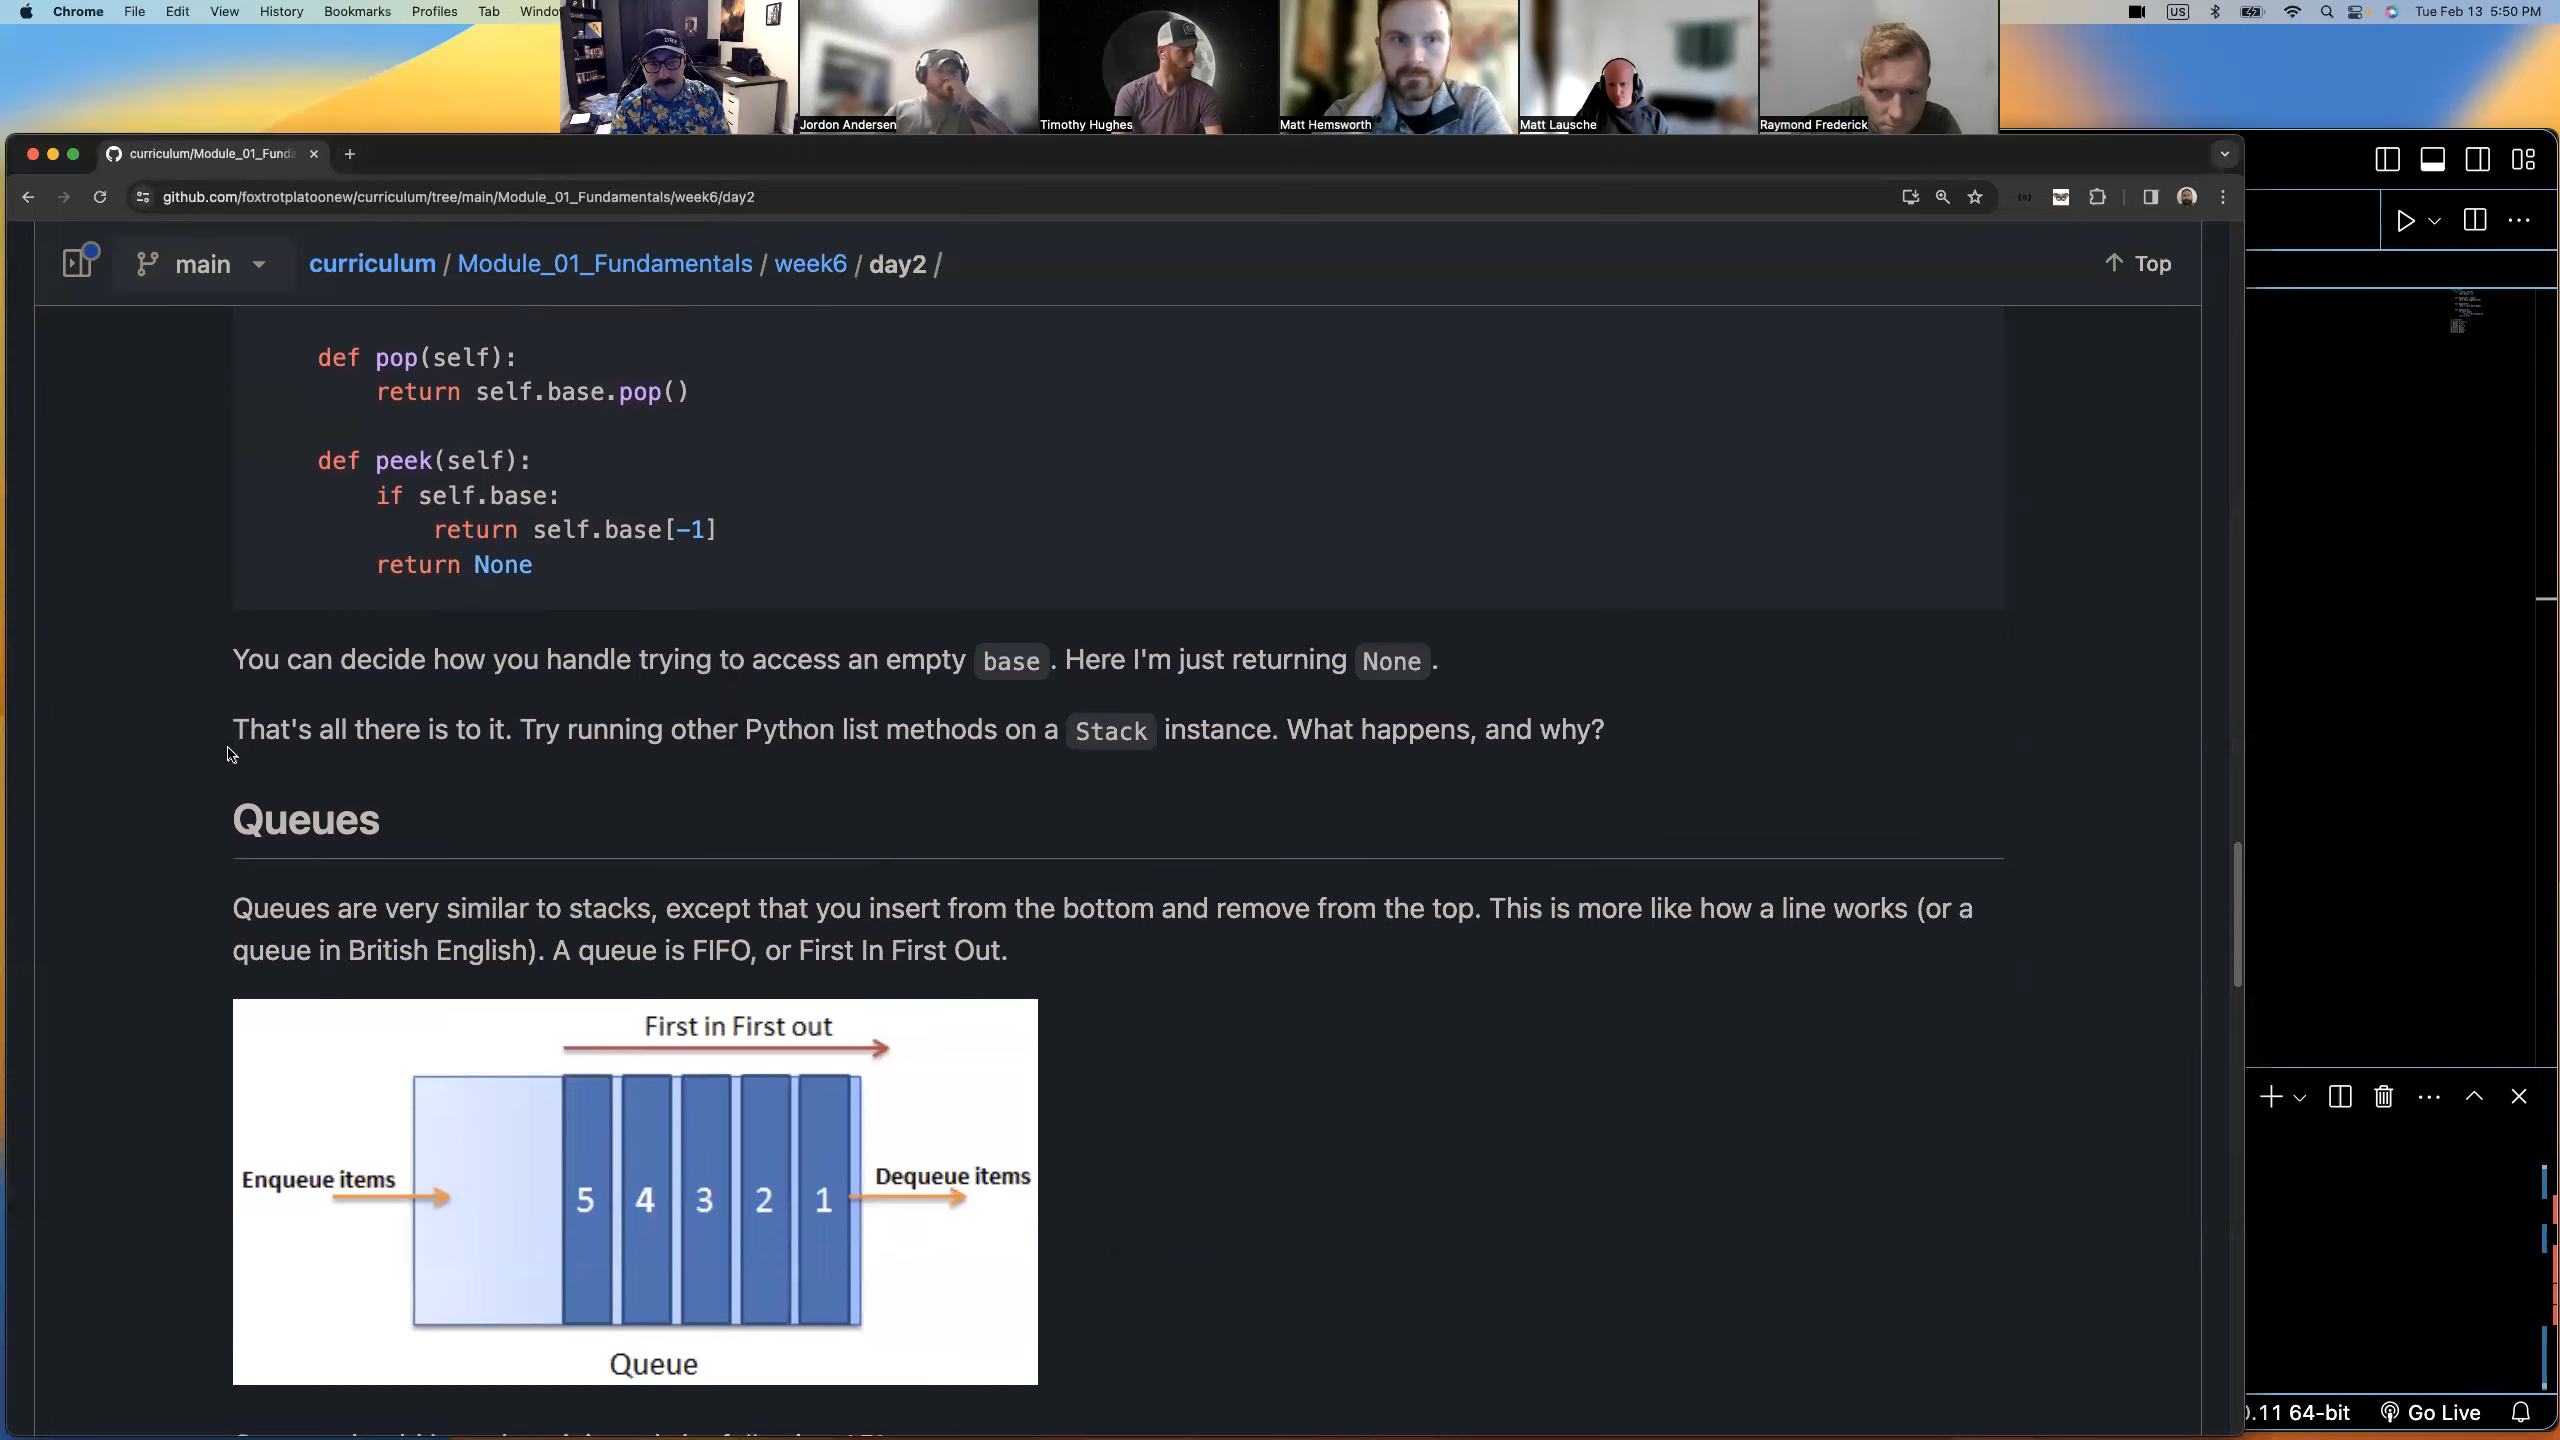 Chrome File Edit View History Bookmarks Profiles Tab Windo
US Tue Feb 13 5:50 PM
DRK
Jordon Andersen Timothy Hughes Matt Hemsworth Matt Lausche Raymond Frederick
curriculum/Module_01_Funda
github.com/foxtrotplatoonew/curriculum/tree/main/Module_01_Fundamentals/week6/day2
main curriculum / Module_01_Fundamentals / week6 / day2 / Top
def pop(self):
return self.base.pop()
def peek(self):
if self.base:
return self.base[-1]
return None
You can decide how you handle trying to access an empty base. Here I'm just returning None.
That's all there is to it. Try running other Python list methods on a Stack instance. What happens, and why?
Queues
Queues are very similar to stacks, except that you insert from the bottom and remove from the top. This is more like how a line works (or a
queue in British English). A queue is FIFO, or First In First Out.
First in First out
Enqueue items
Dequeue items
5 4 3 2 1
Queue
.11 64-bit Go Live